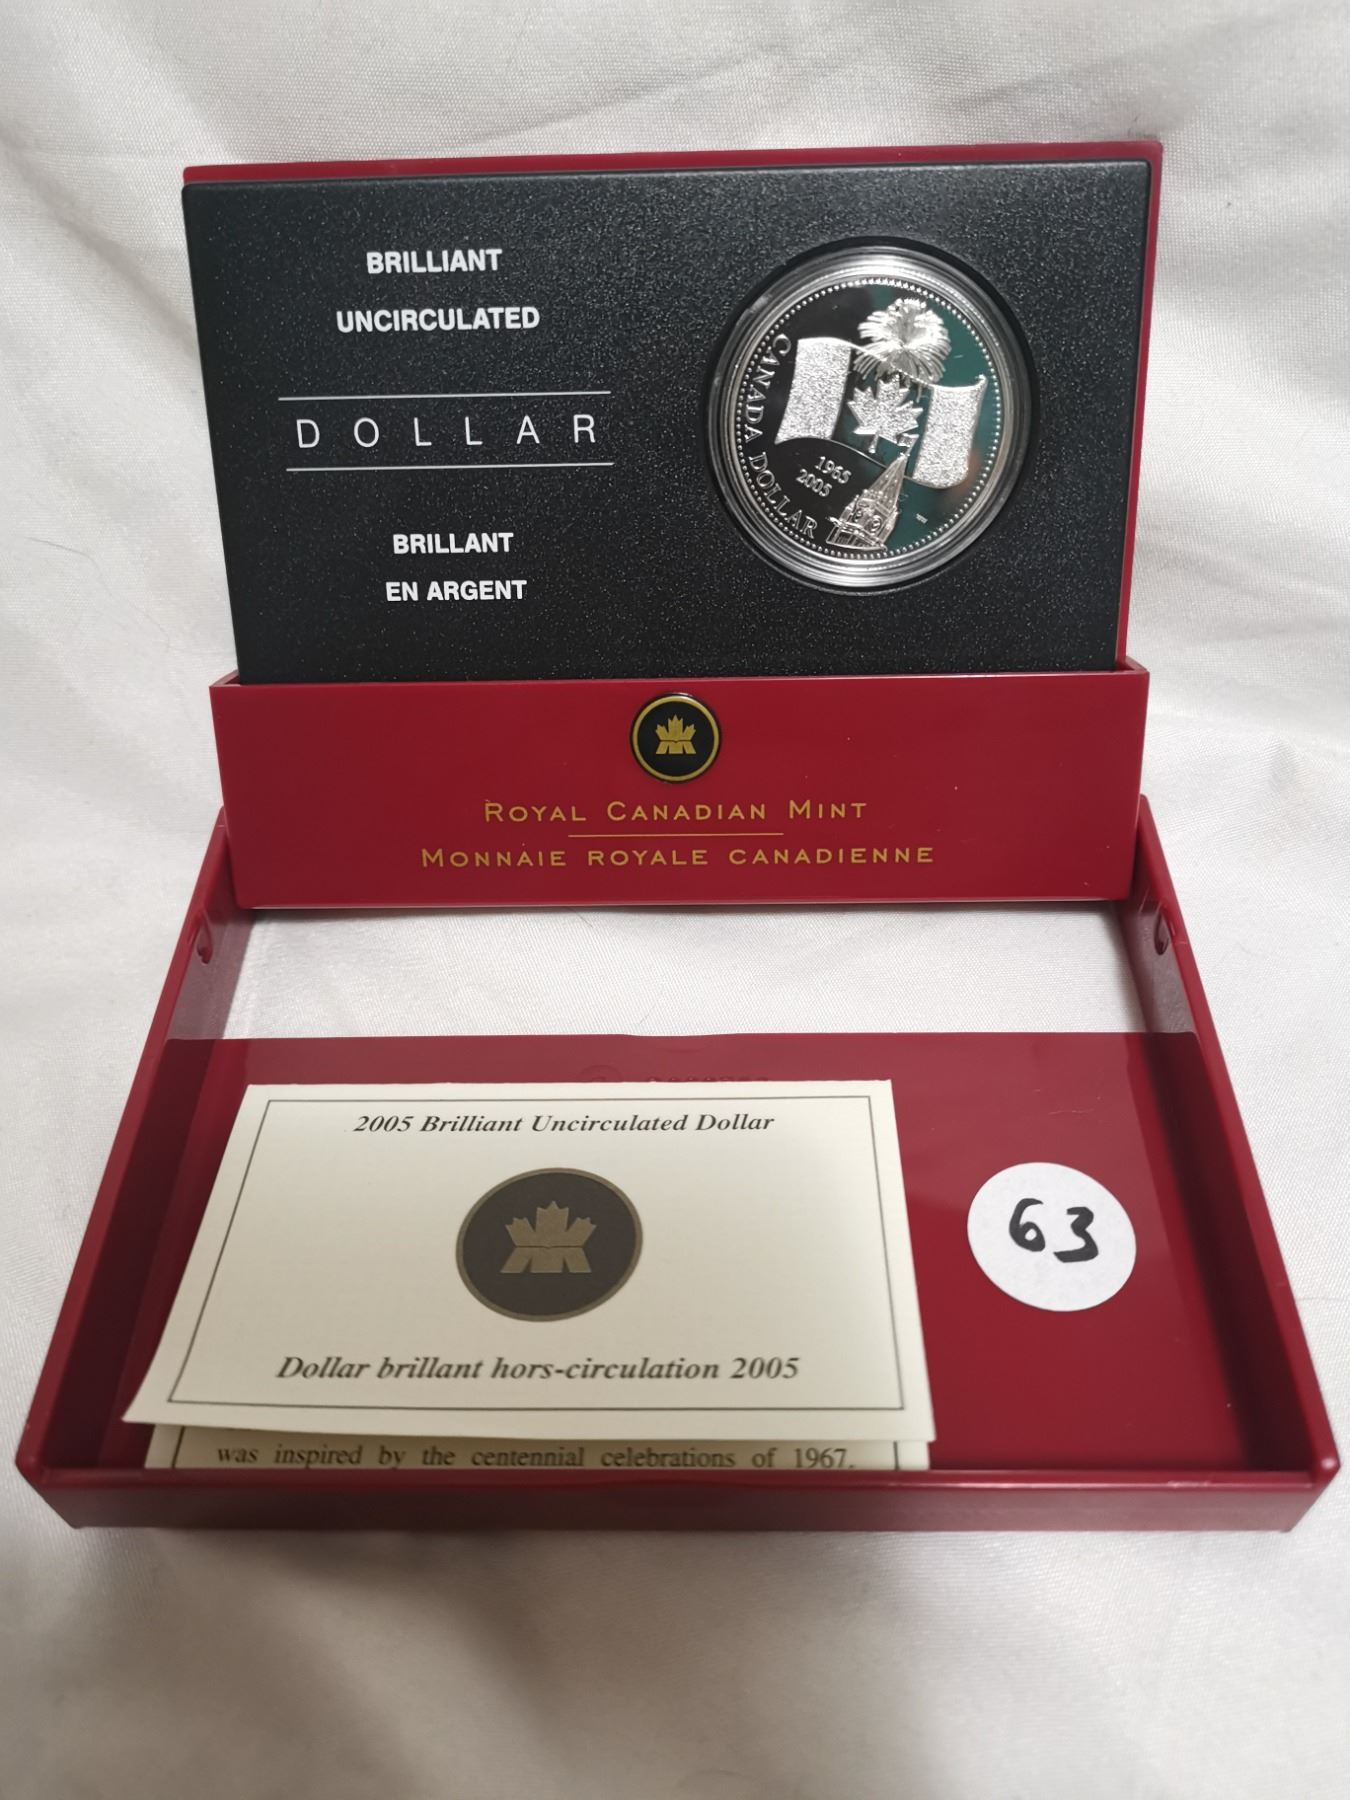 BRILLIANT
UNCIRCULATED
DOLLAR
BRILLANT
EN ARGENT
CANADA DOLLAR
1965
2005
ROYAL CANADIAN MINT
MONNAIE ROYALE CANADIENNE
2005 Brilliant Uncirculated Dollar
Dollar brillant hors-circulation 2005
was inspired by the centennial celebrations of 1967.
63